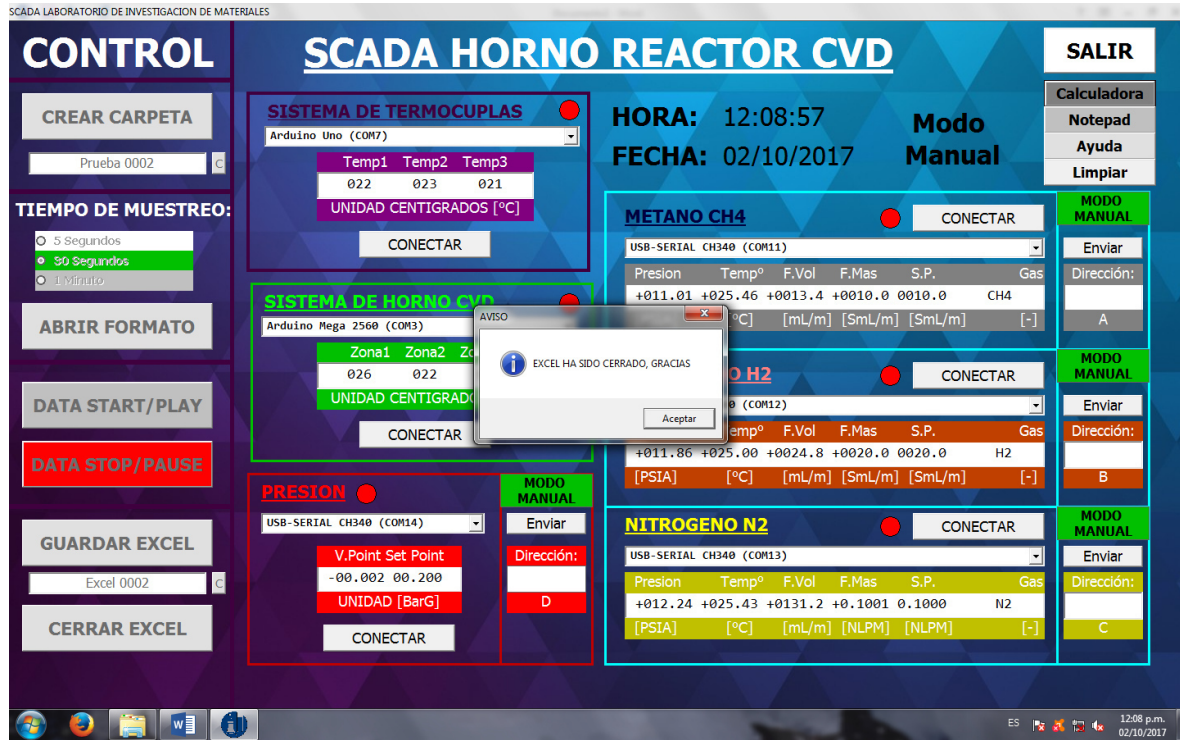 SCADA LABORATORIO DE INVESTIGACION DE MATERIALES
CONTROL
SCADA HORNO REACTOR CVD
SALIR
CREAR CARPETA
Prueba 0002
C
TIEMPO DE MUESTREO:
5 Segundos
30 Segundos
1 Minuto
ABRIR FORMATO
DATA START/PLAY
DATA STOP/PAUSE
GUARDAR EXCEL
Excel 0002
C
CERRAR EXCEL
SISTEMA DE TERMOCUPLAS
Arduino Uno (COM7)
Temp1 Temp2 Temp3
022 023 021
UNIDAD CENTIGRADOS [ºC]
CONECTAR
SISTEMA DE HORNO CVD
Arduino Mega 2560 (COM3)
Zona1 Zona2
026 022
UNIDAD CENTIGRADO
CONECTAR
PRESION
USB-SERIAL CH340 (COM14)
V.Point Set Point
-00.002 00.200
UNIDAD [BarG]
CONECTAR
MODO
MANUAL
Enviar
Dirección:
D
HORA: 12:08:57
FECHA: 02/10/2017
Modo
Manual
Calculadora
Notepad
Ayuda
Limpiar
METANO CH4
CONECTAR
USB-SERIAL CH340 (COM11)
Presion Tempº F.Vol F.Mas S.P. Gas
+011.01 +025.46 +0013.4 +0010.0 0010.0 CH4
[ºC] [mL/m] [SmL/m] [SmL/m] [-]
MODO
MANUAL
Enviar
Dirección:
A
AVISO
EXCEL HA SIDO CERRADO, GRACIAS
Aceptar
O H2
CONECTAR
0 (COM12)
Tempº F.Vol F.Mas S.P. Gas
+011.86 +025.00 +0024.8 +0020.0 0020.0 H2
[PSIA] [ºC] [mL/m] [SmL/m] [SmL/m] [-]
MODO
MANUAL
Enviar
Dirección:
B
NITROGENO N2
CONECTAR
USB-SERIAL CH340 (COM13)
Presion Tempº F.Vol F.Mas S.P. Gas
+012.24 +025.43 +0131.2 +0.1001 0.1000 N2
[PSIA] [ºC] [mL/m] [NLPM] [NLPM] [-]
MODO
MANUAL
Enviar
Dirección:
C
ES
12:08 p.m.
02/10/2017